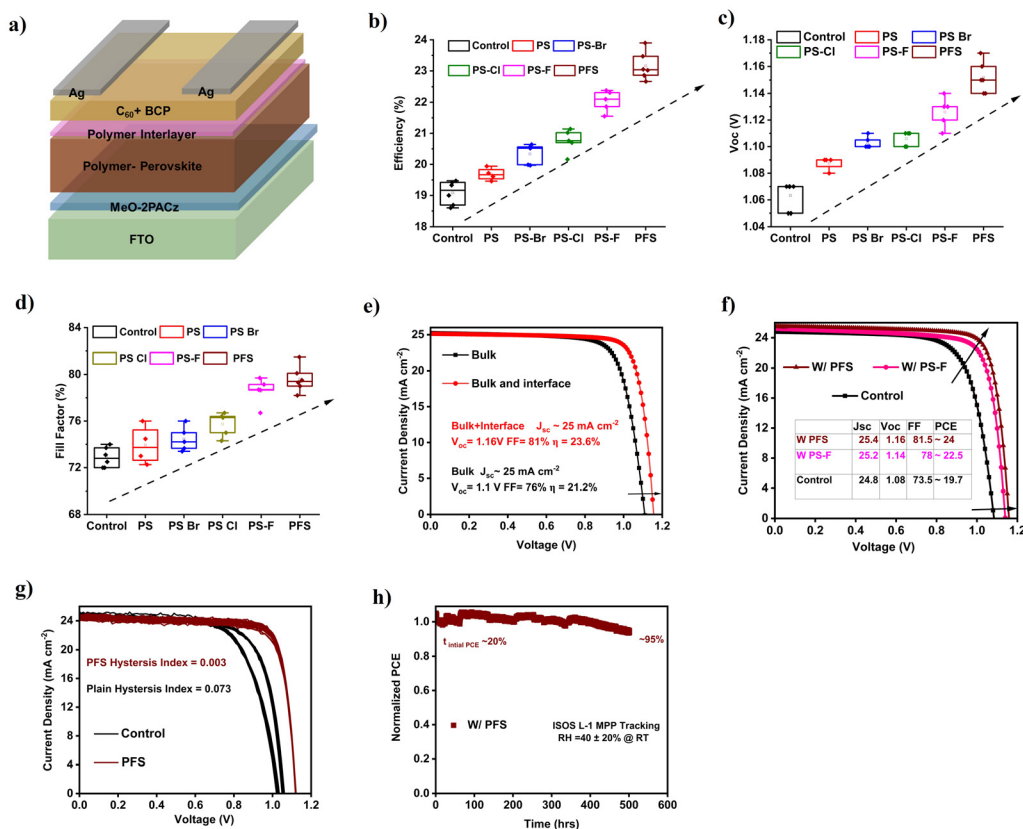 a)
Ag
Ag
C60+ BCP
Polymer Interlayer
Polymer- Perovskite
MeO-2PACz
FTO
b)
Efficiency (%)
24
23
22
21
20
19
18
Control PS PS-Br
PS-Cl PS-F PFS
Control PS PS-Br PS-Cl PS-F PFS
c)
Voc (V)
1.18
1.16
1.14
1.12
1.10
1.08
1.06
1.04
Control PS PS Br
PS-Cl PS-F PFS
Control PS PS Br PS-Cl PS-F PFS
d)
Fill Factor (%)
84
80
76
72
68
Control PS PS Br
PS Cl PS-F PFS
Control PS PS Br PS Cl PS-F PFS
e)
Current Density (mA cm-2)
24
20
16
12
8
4
0
Bulk
Bulk and interface
Bulk+Interface Jsc ~ 25 mA cm-2
Voc= 1.16V FF= 81% η = 23.6%
Bulk Jsc~ 25 mA cm-2
Voc= 1.1 V FF= 76% η = 21.2%
0.0 0.2 0.4 0.6 0.8 1.0 1.2
Voltage (V)
f)
Current Density (mA cm-2)
24
20
16
12
8
4
0
W/ PFS W/ PS-F
Control
Jsc Voc FF PCE
W PFS 25.4 1.16 81.5 ~ 24
W PS-F 25.2 1.14 78 ~ 22.5
Control 24.8 1.08 73.5 ~ 19.7
0.0 0.2 0.4 0.6 0.8 1.0 1.2
Voltage (V)
g)
Current Density (mA cm-2)
28
24
20
16
12
8
4
0
PFS Hystersis Index = 0.003
Plain Hystersis Index = 0.073
Control
PFS
0.0 0.2 0.4 0.6 0.8 1.0 1.2
Voltage (V)
h)
Normalized PCE
1.0
0.8
0.6
0.4
0.2
0.0
t intial PCE ~20%
~95%
W/ PFS
ISOS L-1 MPP Tracking
RH =40 ± 20% @ RT
0 100 200 300 400 500 600
Time (hrs)